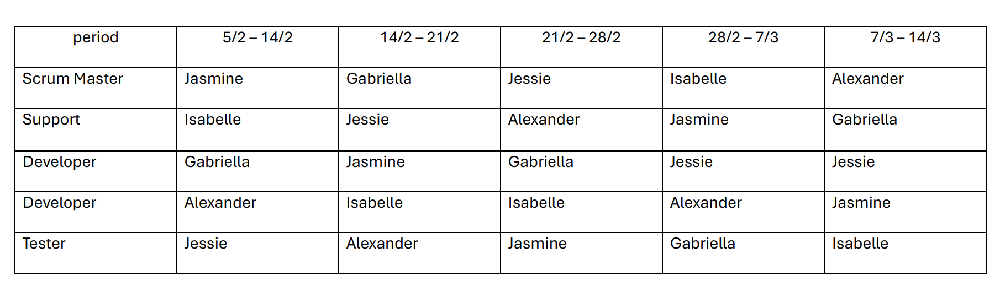 period 5/2 – 14/2 14/2 – 21/2 21/2 – 28/2 28/2 – 7/3 7/3 – 14/3
Scrum Master Jasmine Gabriella Jessie Isabelle Alexander
Support Isabelle Jessie Alexander Jasmine Gabriella
Developer Gabriella Jasmine Gabriella Jessie Jessie
Developer Alexander Isabelle Isabelle Alexander Jasmine
Tester Jessie Alexander Jasmine Gabriella Isabelle